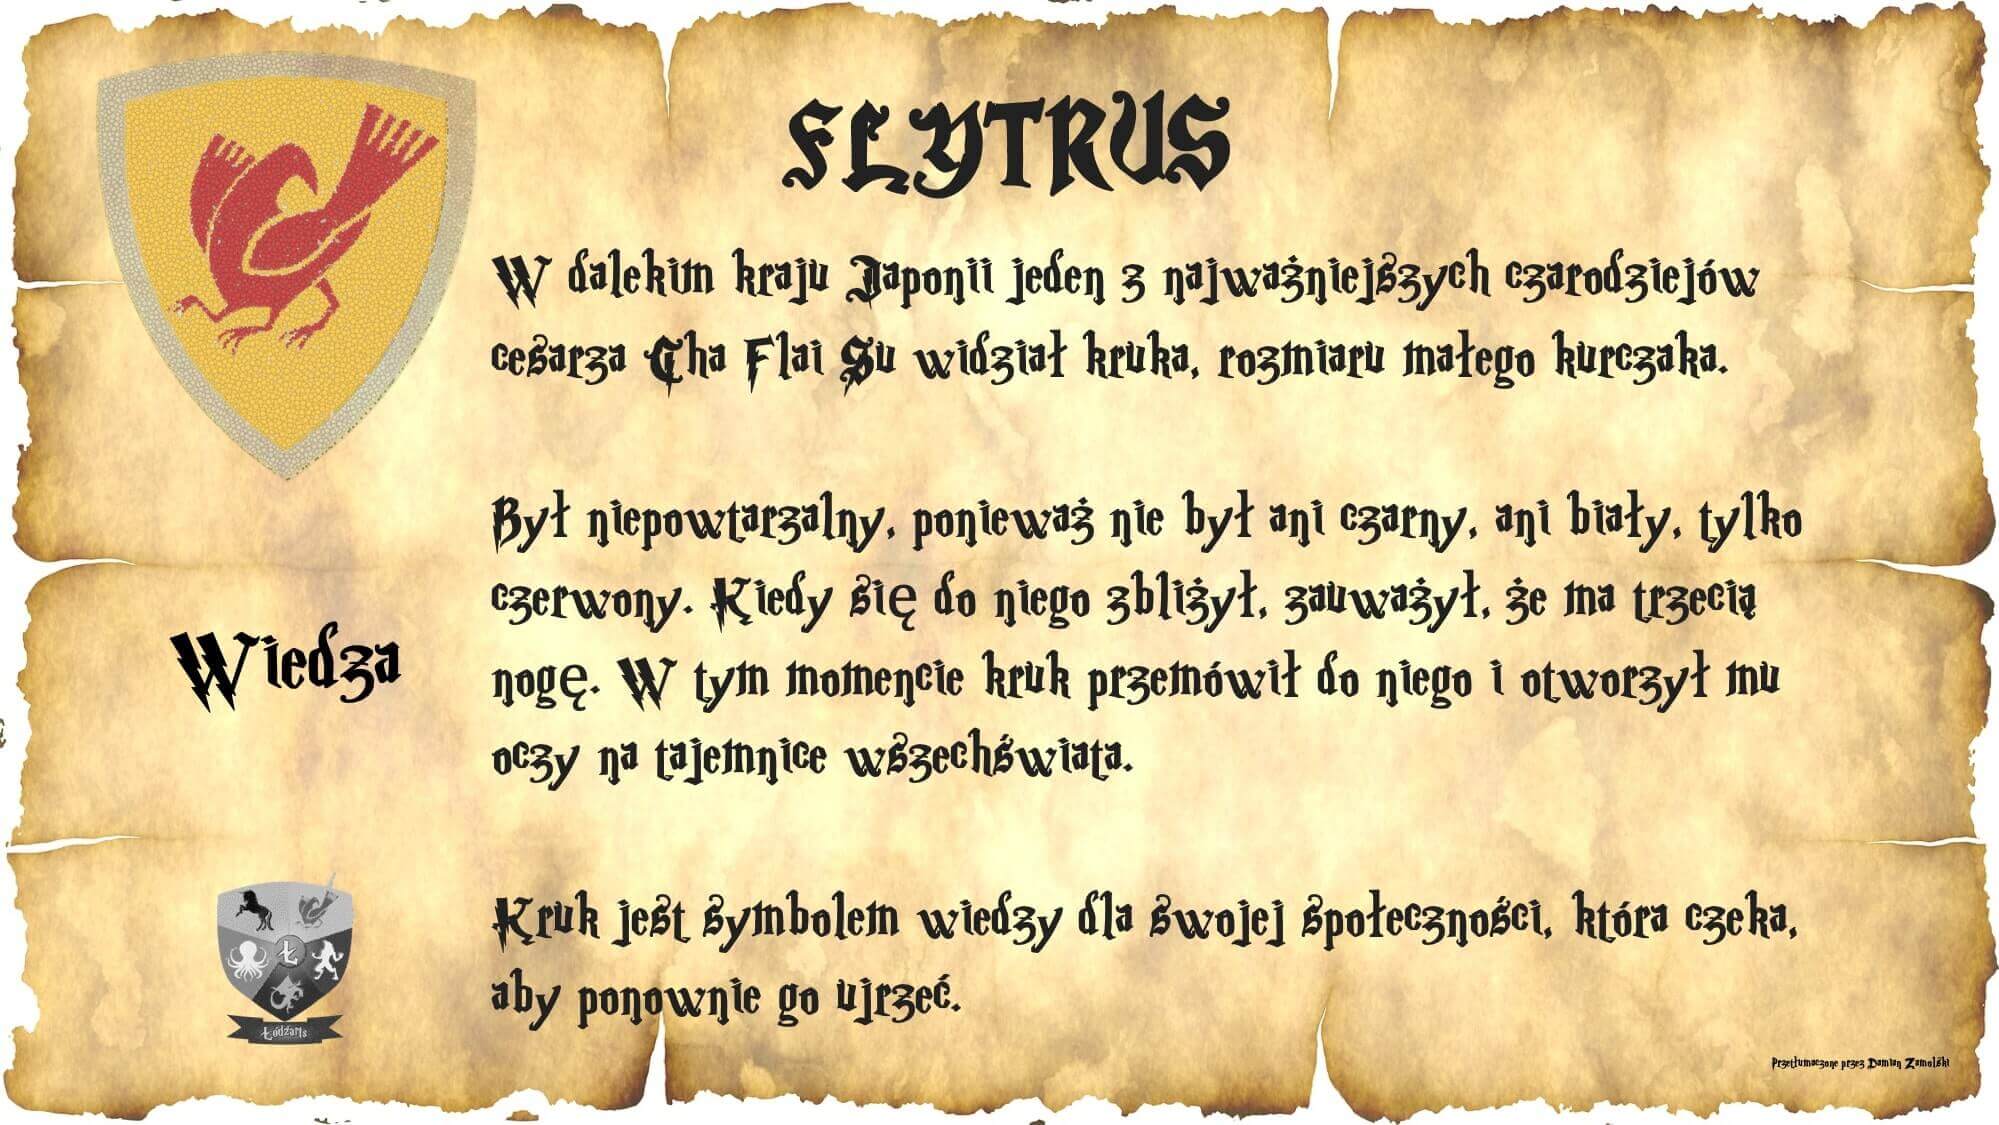 FLYTRUS
W dalekim kraju Japonii jeden z najważniejszych czarodziejów
cesarza Cha Flai Su widział kruka, rozmiaru małego kurczaka.
Był niepowtarzalny, ponieważ nie był ani czarny, ani biały, tylko
czerwony. Kiedy się do niego zbliżył, zauważył, że ma trzecią
nogę. W tym momencie kruk przemówił do niego i otworzył mu
oczy na tajemnice wszechświata.
Wiedza
Kruk jest symbolem wiedzy dla swojej społeczności, która czeka,
aby ponownie go ujrzeć.
Ł
Łódźarts
Przetłumaczone przez Damian Zamolski